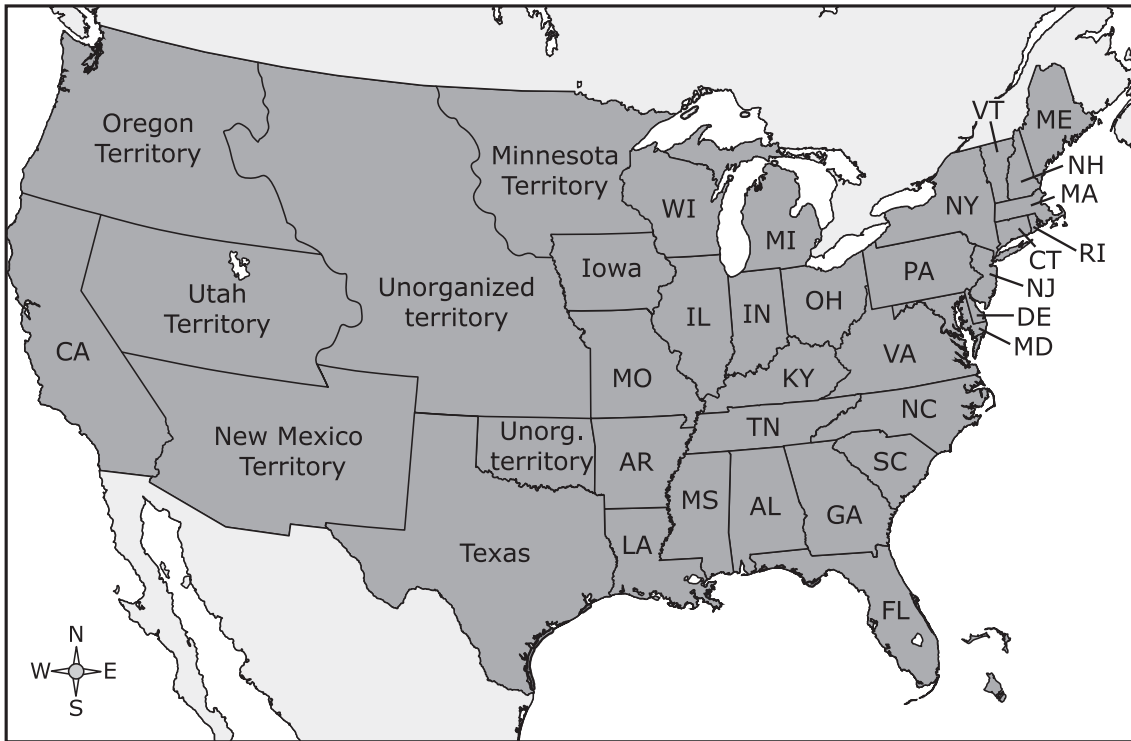 VT
ME
Oregon
Territory
Minnesota
Territory
NH
MA
WI
NY
MI
RI
CT
Iowa
PA
NJ
Utah
Territory
Unorganized
territory
IL
IN
OH
DE
MD
CA
VA
MO
KY
NC
New Mexico
Territory
Unorg.
territory
TN
AR
SC
MS
AL
GA
LA
Texas
FL
N
W
E
S